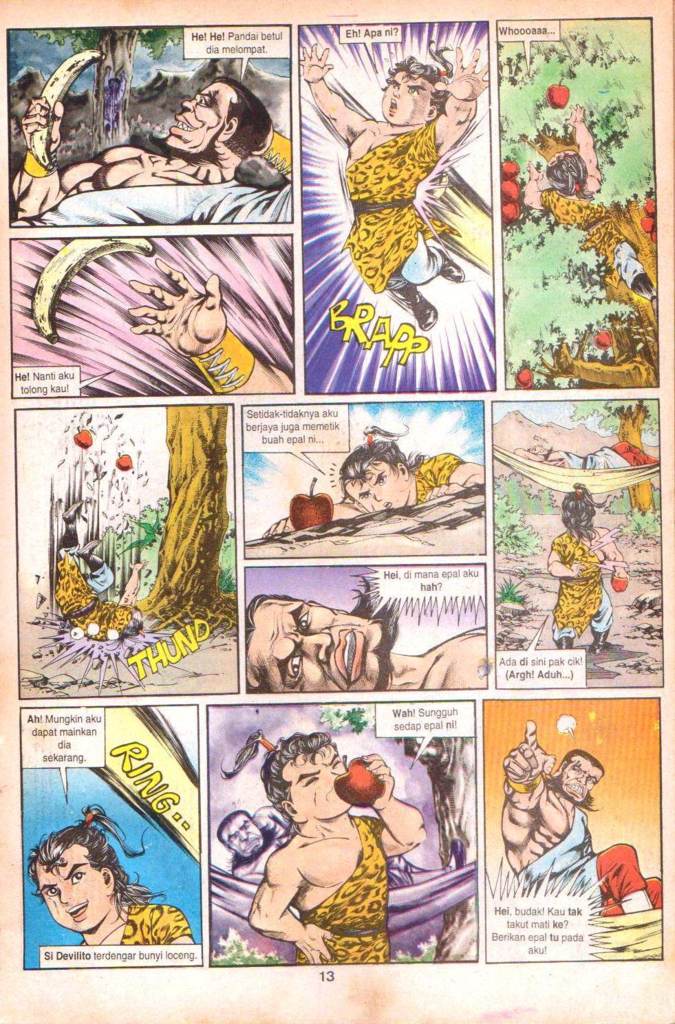 He! He! Pandai betul
dia melompat.
He! Nanti aku
tolong kau!
Eh! Apa ni?
BRAPP
Whoooaaa...
THUND
Setidak-tidaknya aku
berjaya juga memetik
buah epal ni...
Hei, di mana epal aku
hah?
Ada di sini pak cik!
(Argh! Aduh...)
Ah! Mungkin aku
dapat mainkan
dia
sekarang.
RING..
Si Devilito terdengar bunyi loceng.
Wah! Sungguh
sedap epal ni!
Hei, budak! Kau tak
takut mati ke?
Berikan epal tu pada
aku!
13